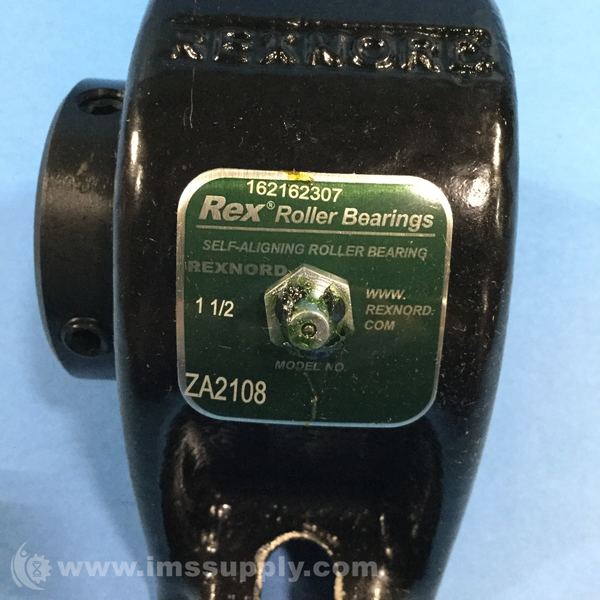 REXNORD
162162307
Rex® Roller Bearings
SELF-ALIGNING ROLLER BEARING
REXNORD
1 1/2
WWW.
REXNORD.
COM
MODEL NO.
ZA2108
www.imssupply.com